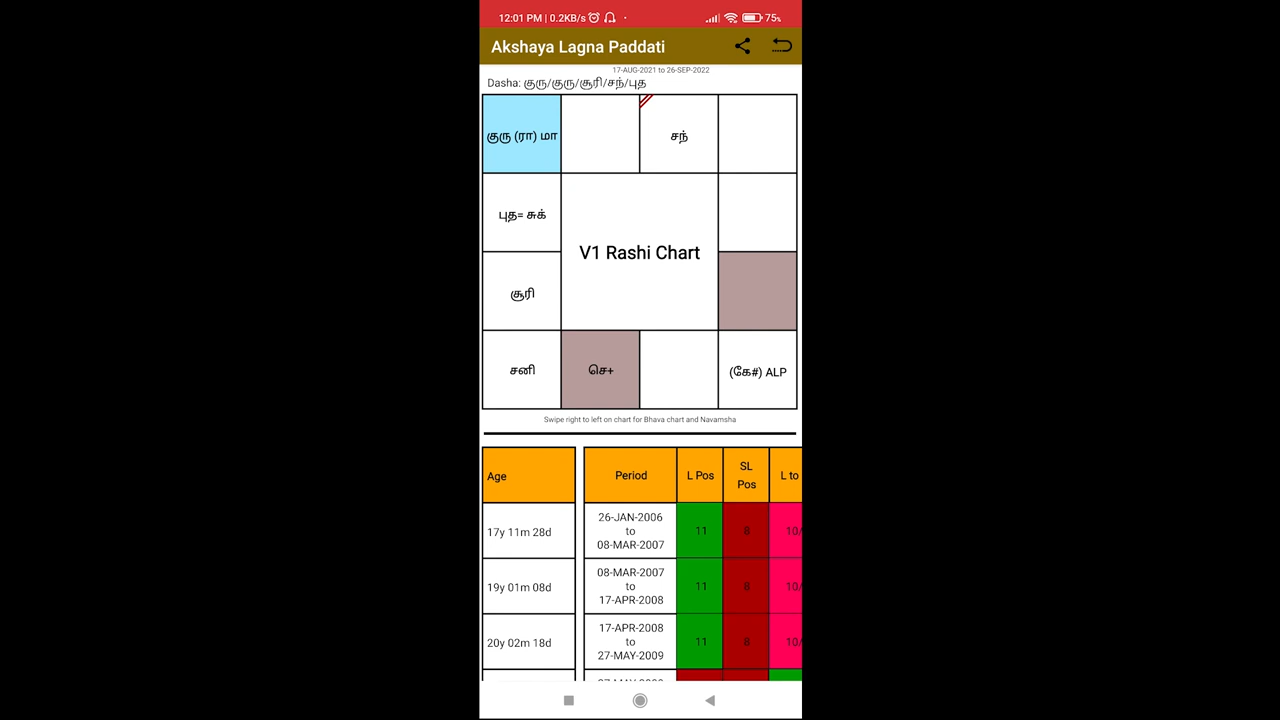 12:01 PM | 0.2KB/s 75%
Akshaya Lagna Paddati
17-AUG-2021 to 26-SEP-2022
Dasha: குரு/குரு/சூரி/சந்/புத
குரு (ரா) மா
சந்
புத= சுக்
V1 Rashi Chart
சூரி
சனி
செ+
(கே#) ALP
Swipe right to left on chart for Bhava chart and Navamsha
Age Period L Pos SL Pos L to
17y 11m 28d 26-JAN-2006 to 08-MAR-2007 11 8 10/
19y 01m 08d 08-MAR-2007 to 17-APR-2008 11 8 10/
20y 02m 18d 17-APR-2008 to 27-MAY-2009 11 8 10/